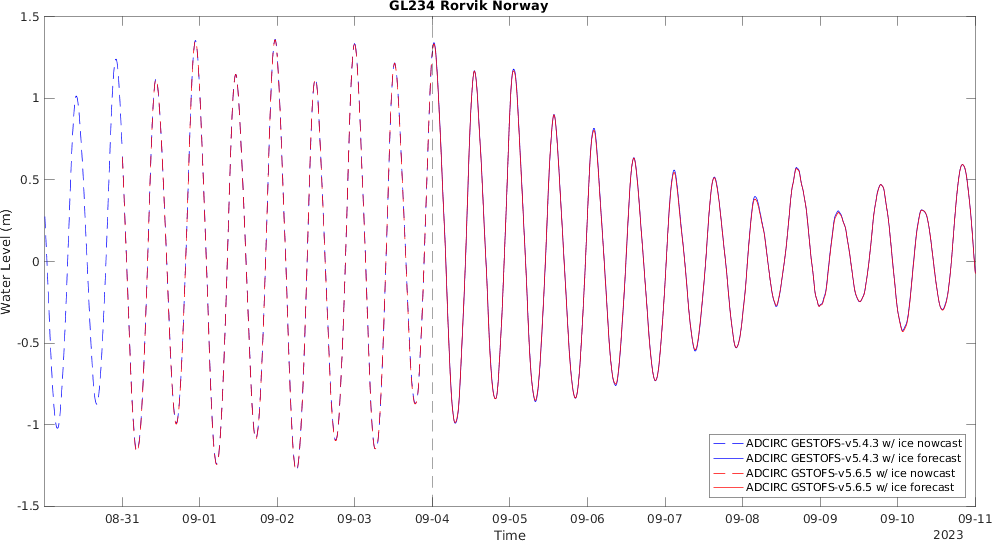 GL234 Rorvik Norway
1.5
1
0.5
0
-0.5
-1
-1.5
Water Level (m)
08-31 09-01 09-02 09-03 09-04 09-05 09-06 09-07 09-08 09-09 09-10 09-11
Time
2023
ADCIRC GESTOFS-v5.4.3 w/ ice nowcast
ADCIRC GESTOFS-v5.4.3 w/ ice forecast
ADCIRC GSTOFS-v5.6.5 w/ ice nowcast
ADCIRC GSTOFS-v5.6.5 w/ ice forecast